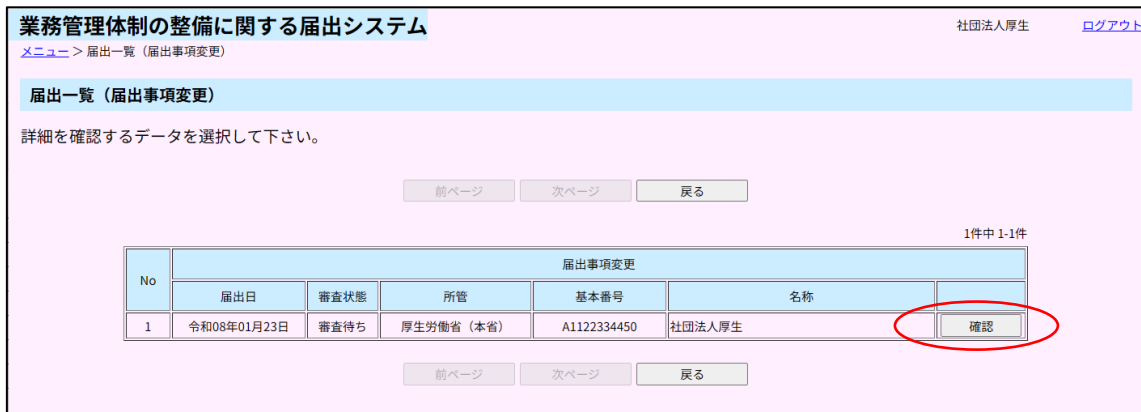 業務管理体制の整備に関する届出システム
社団法人厚生 ログアウト
メニュー > 届出一覧（届出事項変更）
届出一覧（届出事項変更）
詳細を確認するデータを選択して下さい。
前ページ 次ページ 戻る
1件中 1-1件
No 届出事項変更
届出日 審査状態 所管 基本番号 名称
1 令和08年01月23日 審査待ち 厚生労働省（本省） A1122334450 社団法人厚生 確認
前ページ 次ページ 戻る